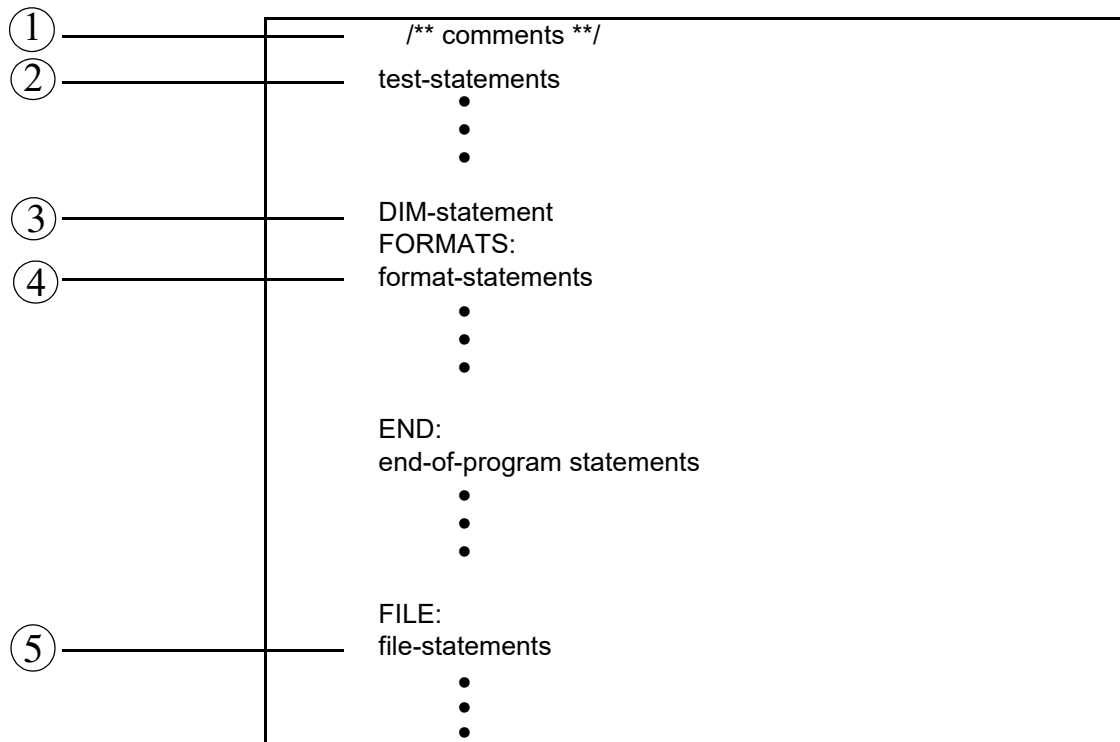 ① /** comments **/
② test-statements
•
•
•
③ DIM-statement
FORMATS:
④ format-statements
•
•
•
END:
end-of-program statements
•
•
•
FILE:
⑤ file-statements
•
•
•